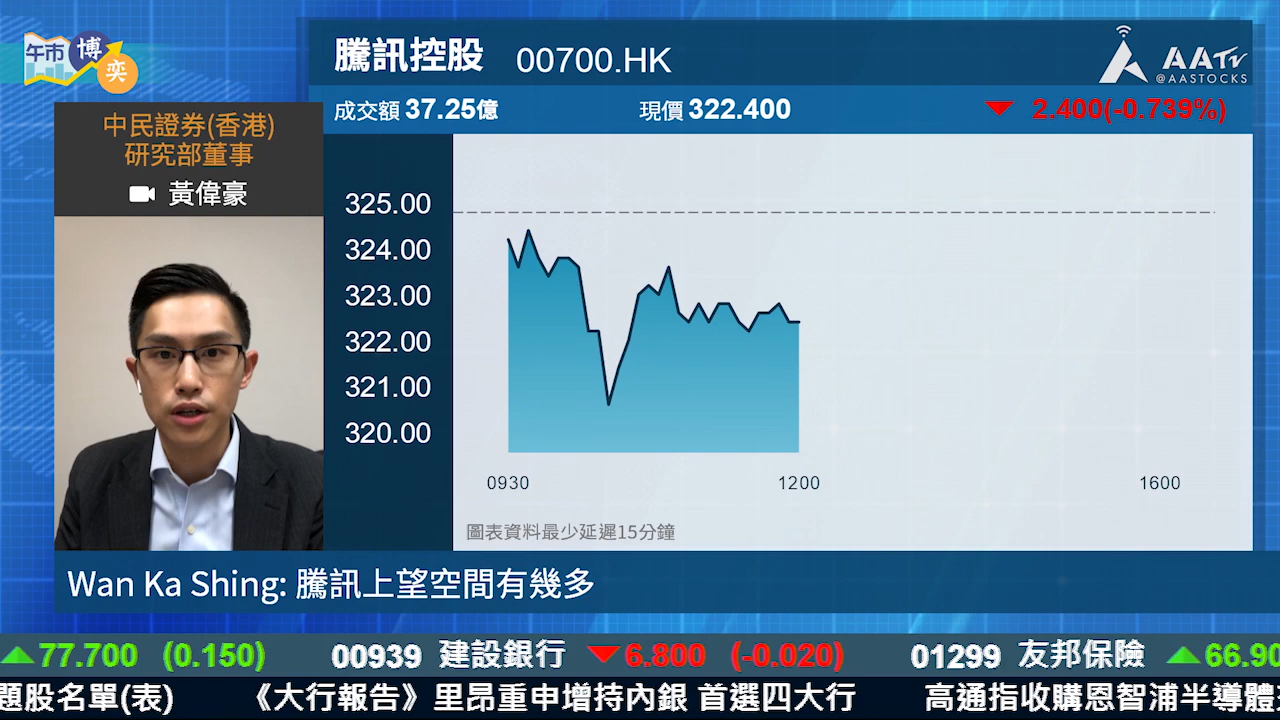 午市
博
奕
騰訊控股 00700.HK
AATV
@AASTOCKS
成交額 37.25億 現價 322.400 ▼ 2.400(-0.739%)
中民證券(香港)
研究部董事
黃偉豪
325.00
324.00
323.00
322.00
321.00
320.00
0930 1200 1600
圖表資料最少延遲15分鐘
Wan Ka Shing: 騰訊上望空間有幾多
▲77.700 (0.150) 00939 建設銀行 ▼6.800 (-0.020) 01299 友邦保險 ▲66.90
題股名單(表) 《大行報告》里昂重申增持內銀 首選四大行 高通指收購恩智浦半導體